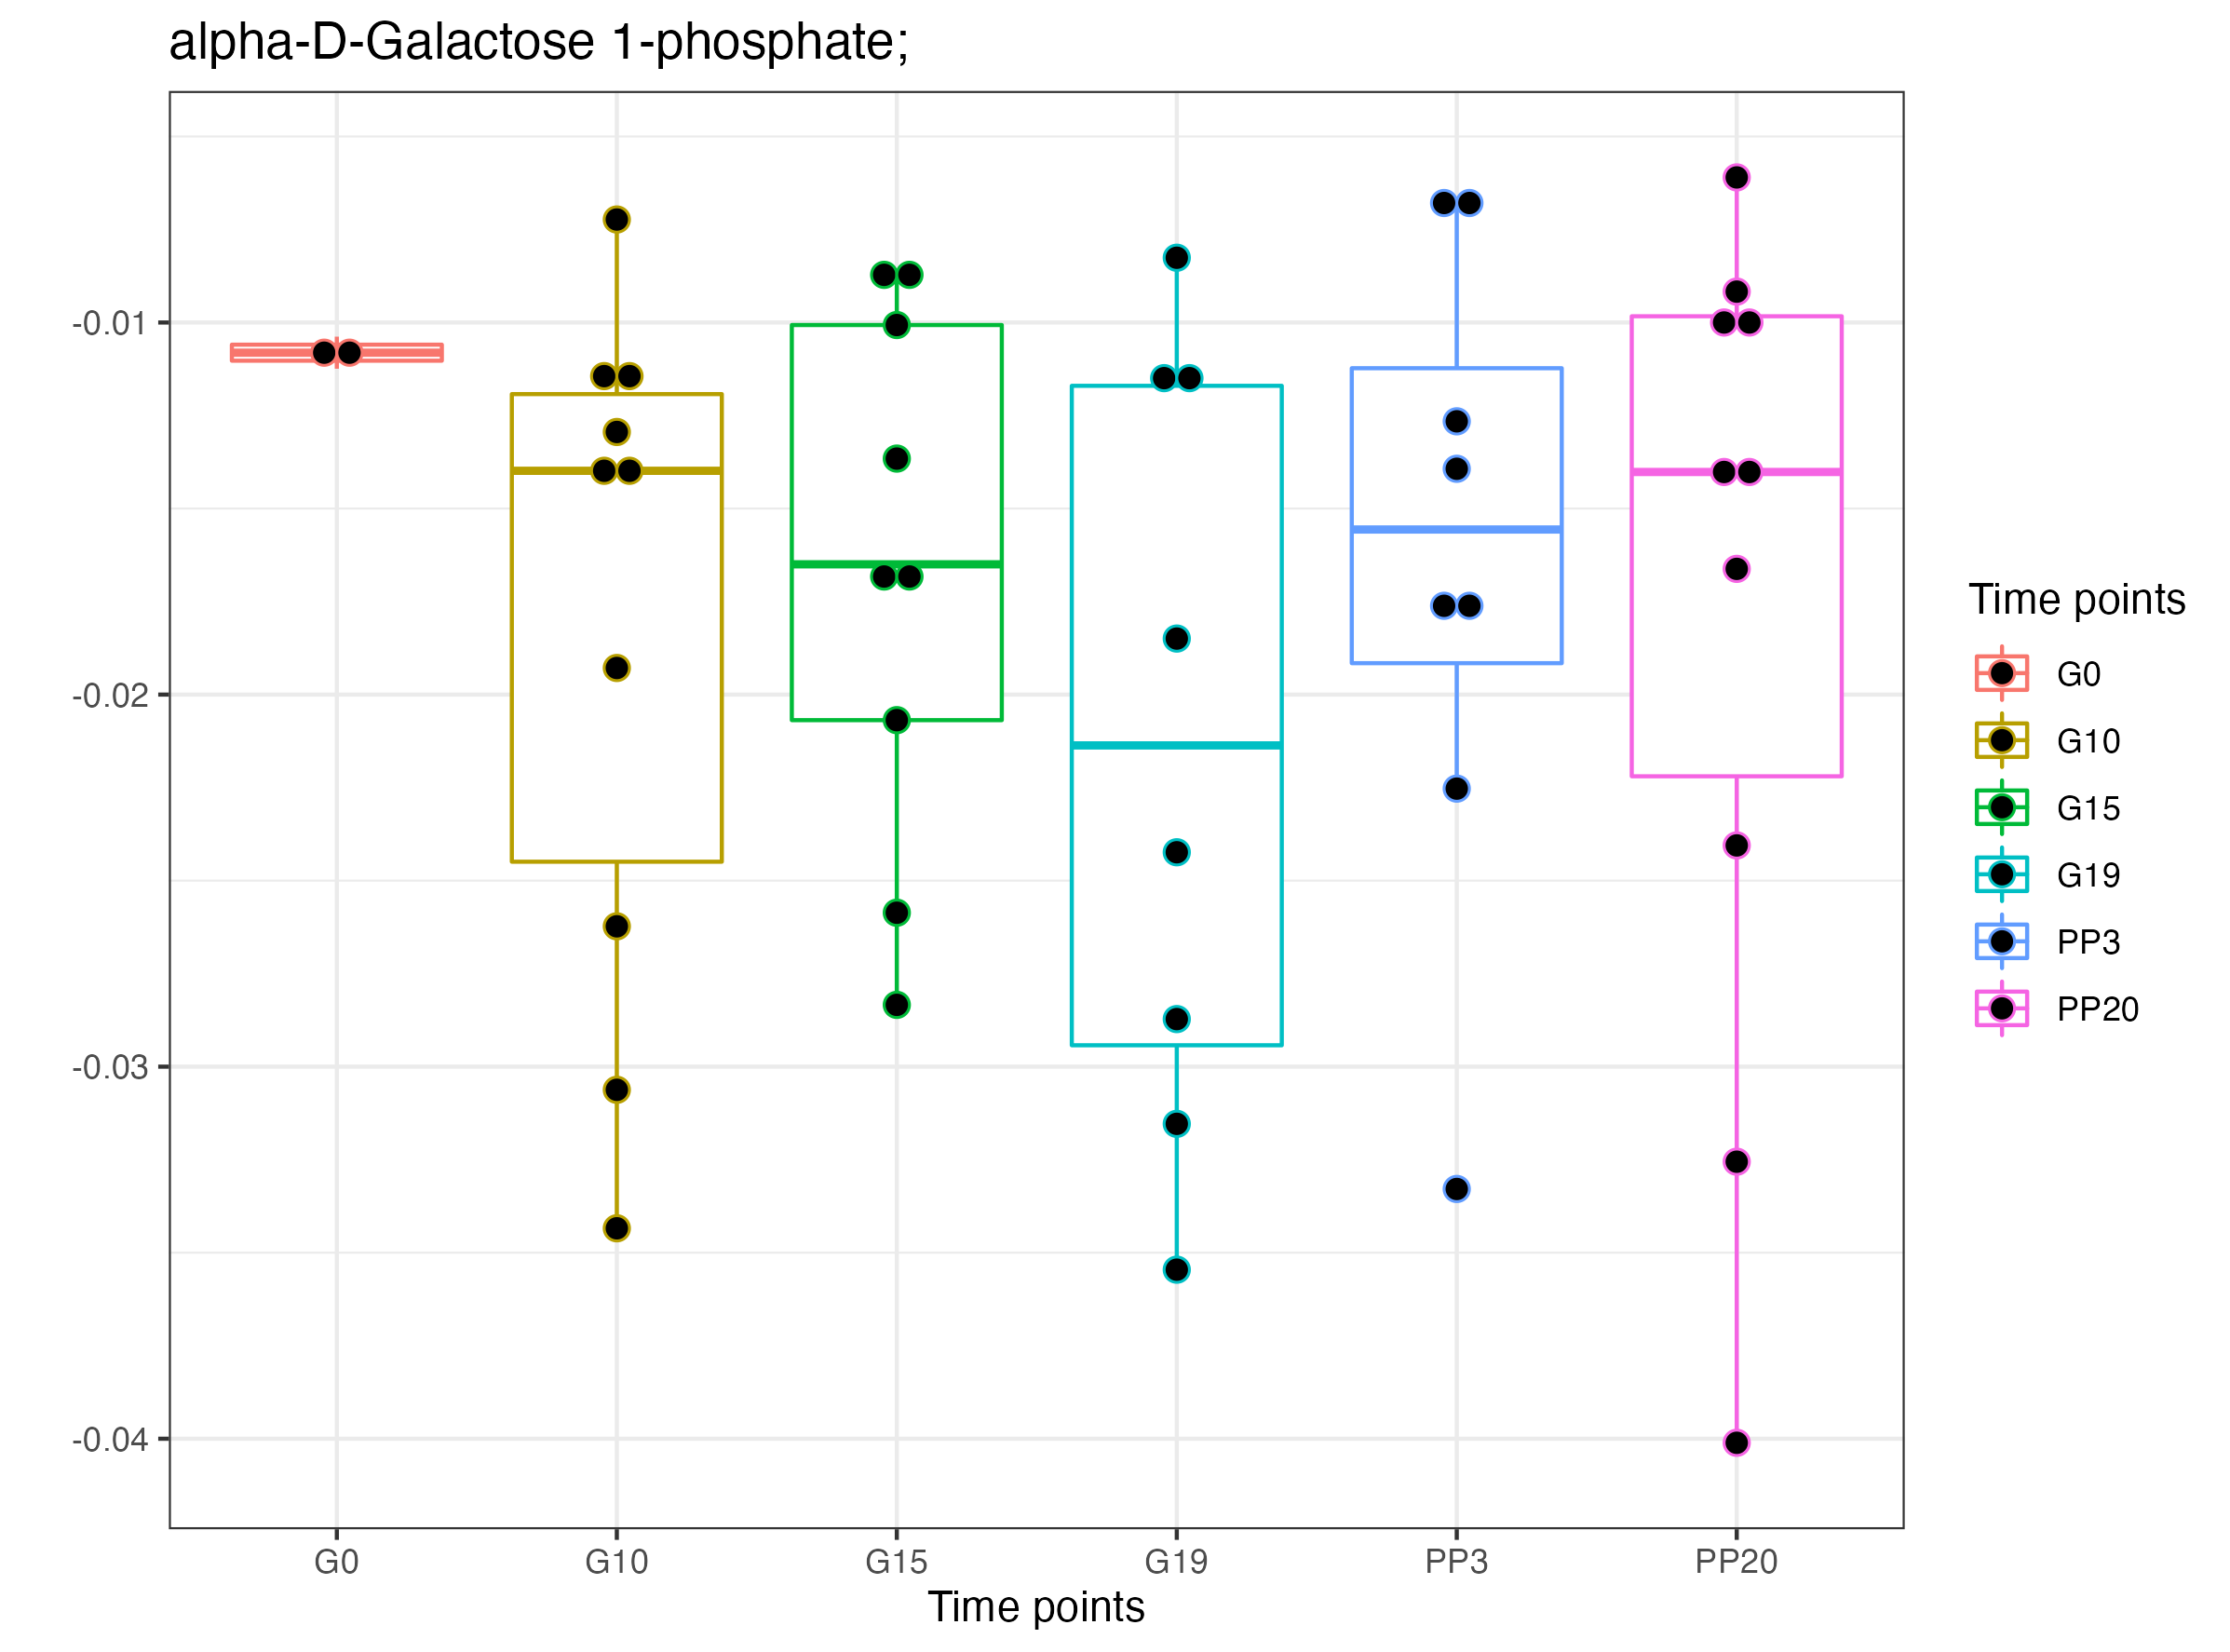 alpha-D-Galactose 1-phosphate;
-0.01
-0.02
-0.03
-0.04
G0 G10 G15 G19 PP3 PP20
Time points
Time points
G0
G10
G15
G19
PP3
PP20